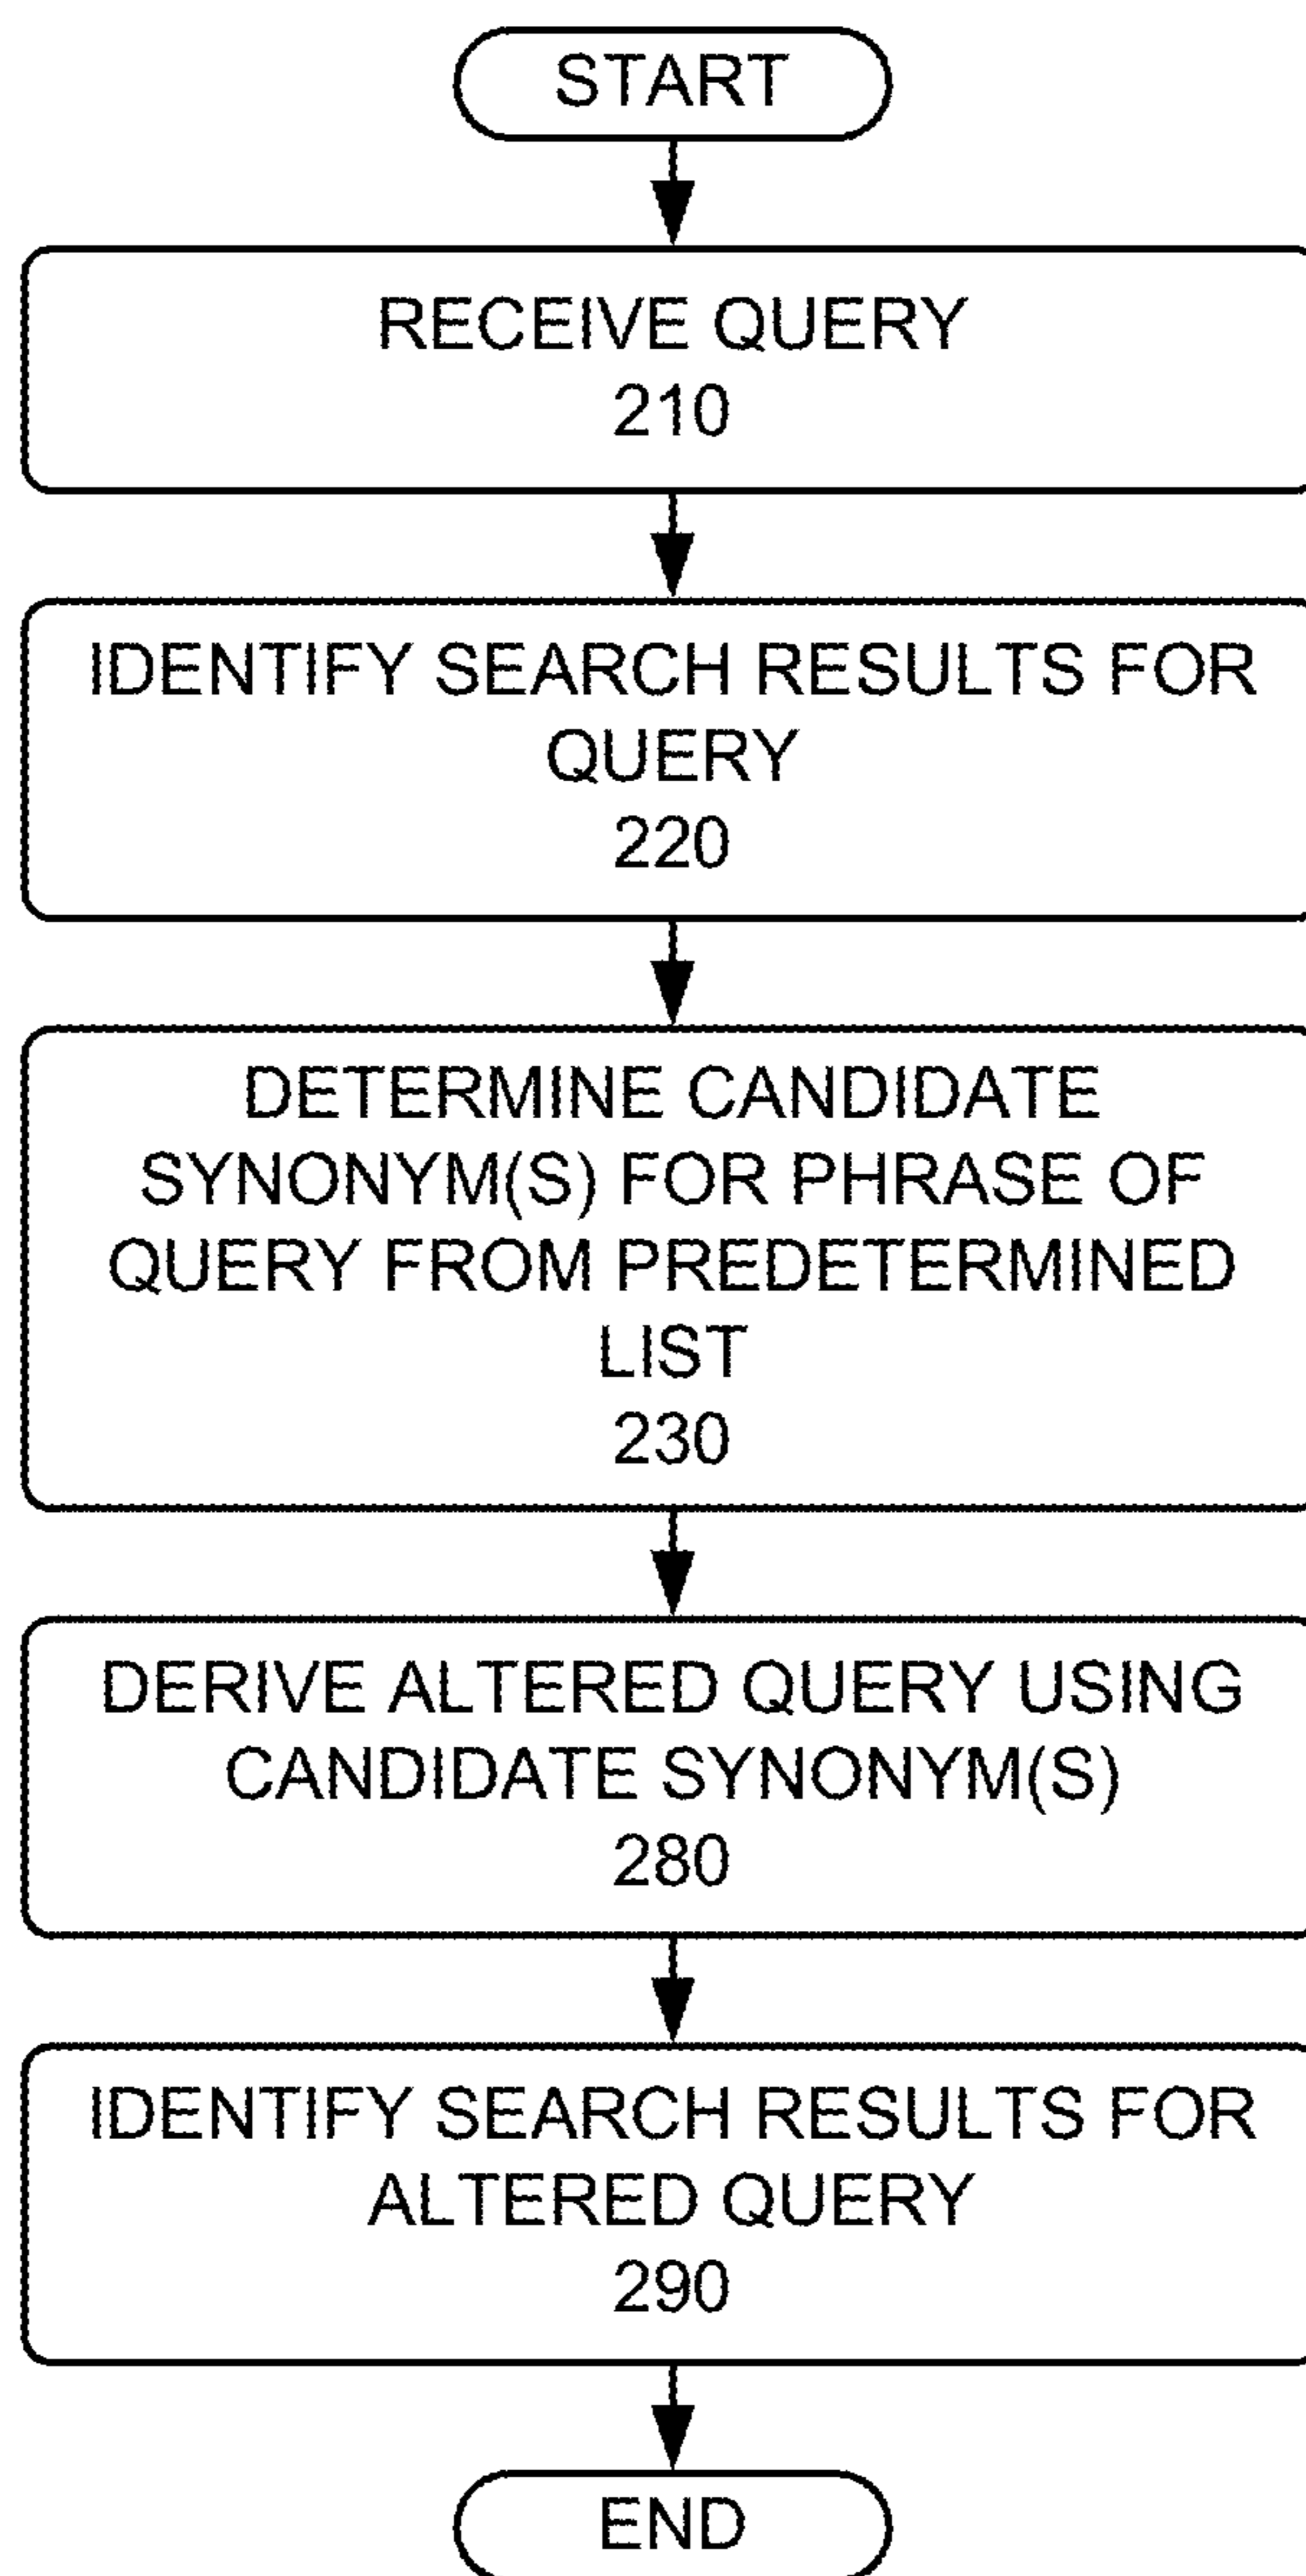 START
RECEIVE QUERY
210
IDENTIFY SEARCH RESULTS FOR
QUERY
220
DETERMINE CANDIDATE
SYNONYM(S) FOR PHRASE OF
QUERY FROM PREDETERMINED
LIST
230
DERIVE ALTERED QUERY USING
CANDIDATE SYNONYM(S)
280
IDENTIFY SEARCH RESULTS FOR
ALTERED QUERY
290
END